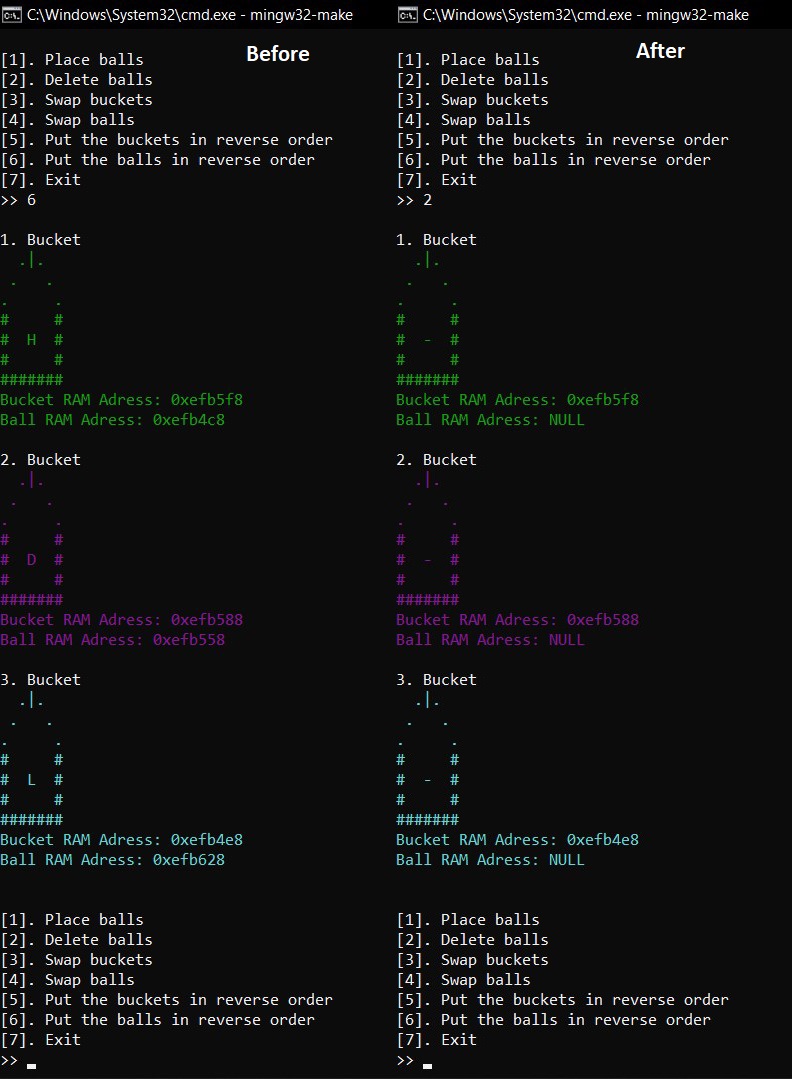 C:\Windows\System32\cmd.exe - mingw32-make
Before
[1]. Place balls
[2]. Delete balls
[3]. Swap buckets
[4]. Swap balls
[5]. Put the buckets in reverse order
[6]. Put the balls in reverse order
[7]. Exit
>> 6
1. Bucket
  .|.
 .   .
.     .
#     #
#  H  #
#     #
#######
Bucket RAM Adress: 0xefb5f8
Ball RAM Adress: 0xefb4c8
2. Bucket
  .|.
 .   .
.     .
#     #
#  D  #
#     #
#######
Bucket RAM Adress: 0xefb588
Ball RAM Adress: 0xefb558
3. Bucket
  .|.
 .   .
.     .
#     #
#  L  #
#     #
#######
Bucket RAM Adress: 0xefb4e8
Ball RAM Adress: 0xefb628
[1]. Place balls
[2]. Delete balls
[3]. Swap buckets
[4]. Swap balls
[5]. Put the buckets in reverse order
[6]. Put the balls in reverse order
[7]. Exit
>> _
C:\Windows\System32\cmd.exe - mingw32-make
After
[1]. Place balls
[2]. Delete balls
[3]. Swap buckets
[4]. Swap balls
[5]. Put the buckets in reverse order
[6]. Put the balls in reverse order
[7]. Exit
>> 2
1. Bucket
  .|.
 .   .
.     .
#     #
#  -  #
#     #
#######
Bucket RAM Adress: 0xefb5f8
Ball RAM Adress: NULL
2. Bucket
  .|.
 .   .
.     .
#     #
#  -  #
#     #
#######
Bucket RAM Adress: 0xefb588
Ball RAM Adress: NULL
3. Bucket
  .|.
 .   .
.     .
#     #
#  -  #
#     #
#######
Bucket RAM Adress: 0xefb4e8
Ball RAM Adress: NULL
[1]. Place balls
[2]. Delete balls
[3]. Swap buckets
[4]. Swap balls
[5]. Put the buckets in reverse order
[6]. Put the balls in reverse order
[7]. Exit
>> _